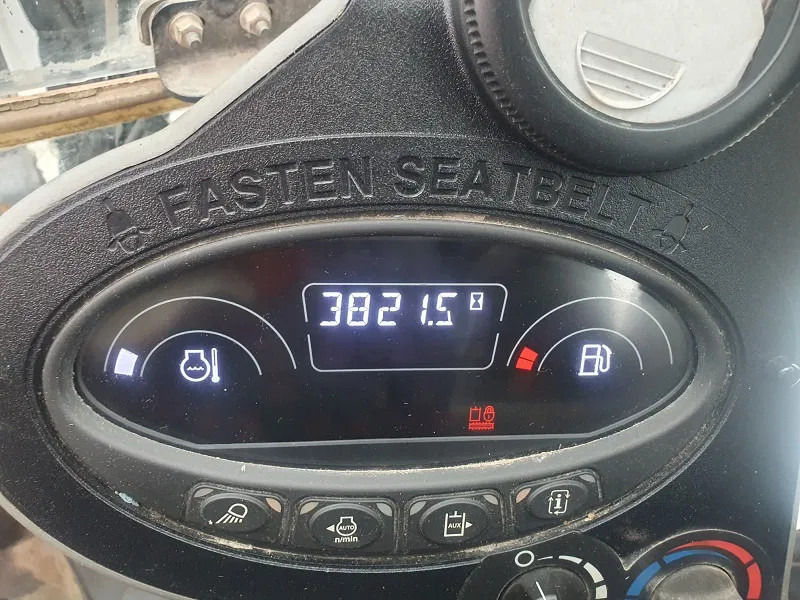 FASTEN SEATBELT
3821.5
AUTO
n/min
AUX
i